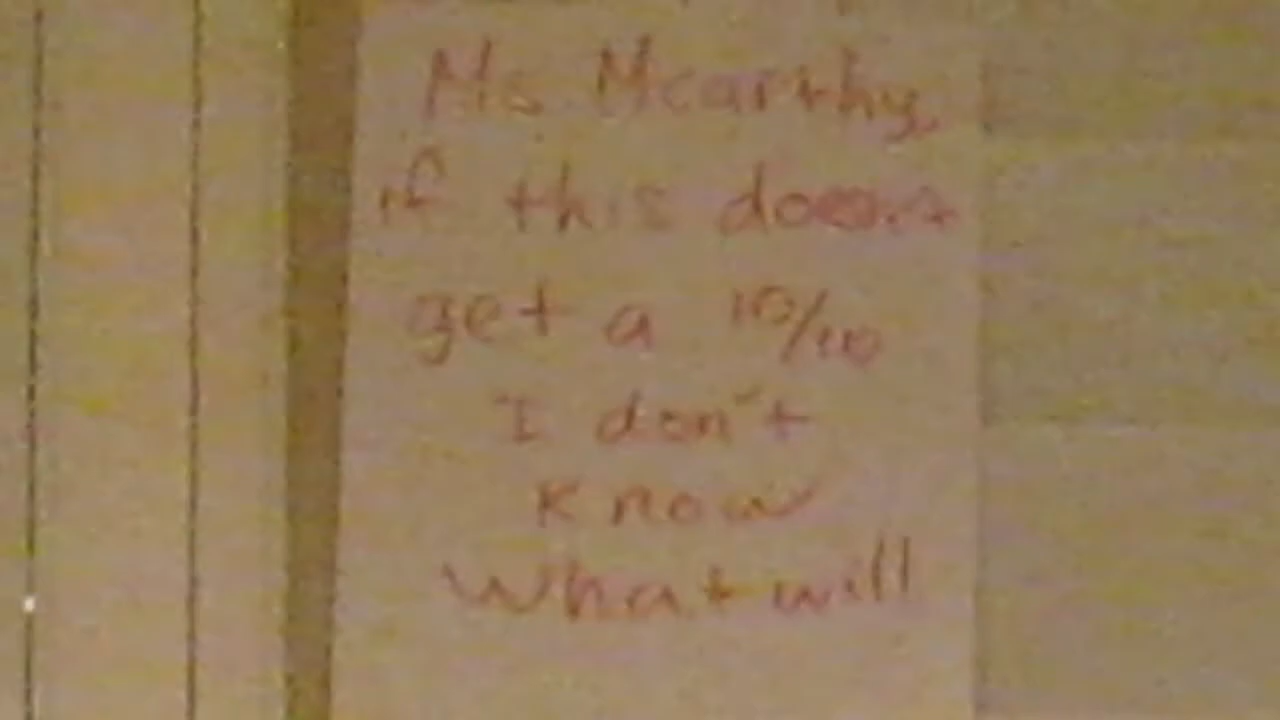 Ms Mcarthy,
if this doesn't
get a 10/10
I don't
know
what will